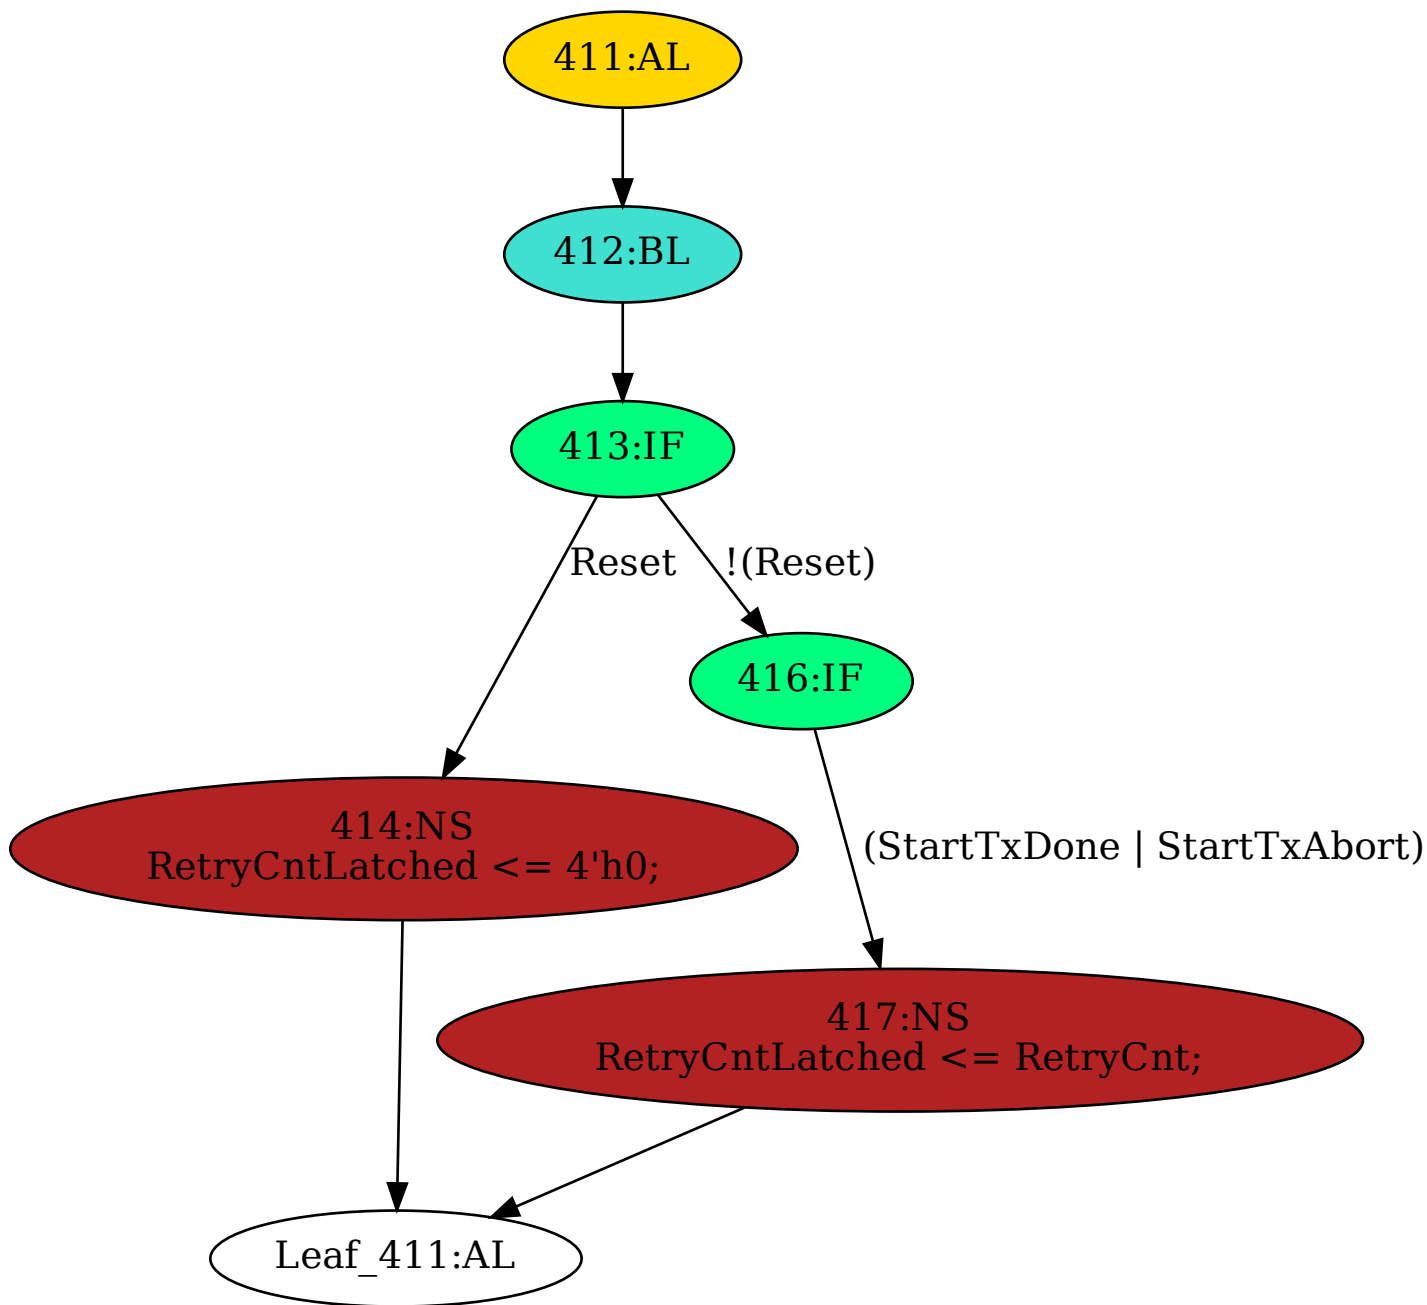 411:AL
412:BL
413:IF
Reset
!(Reset)
416:IF
414:NS
RetryCntLatched <= 4'h0;
(StartTxDone | StartTxAbort)
417:NS
RetryCntLatched <= RetryCnt;
Leaf_411:AL